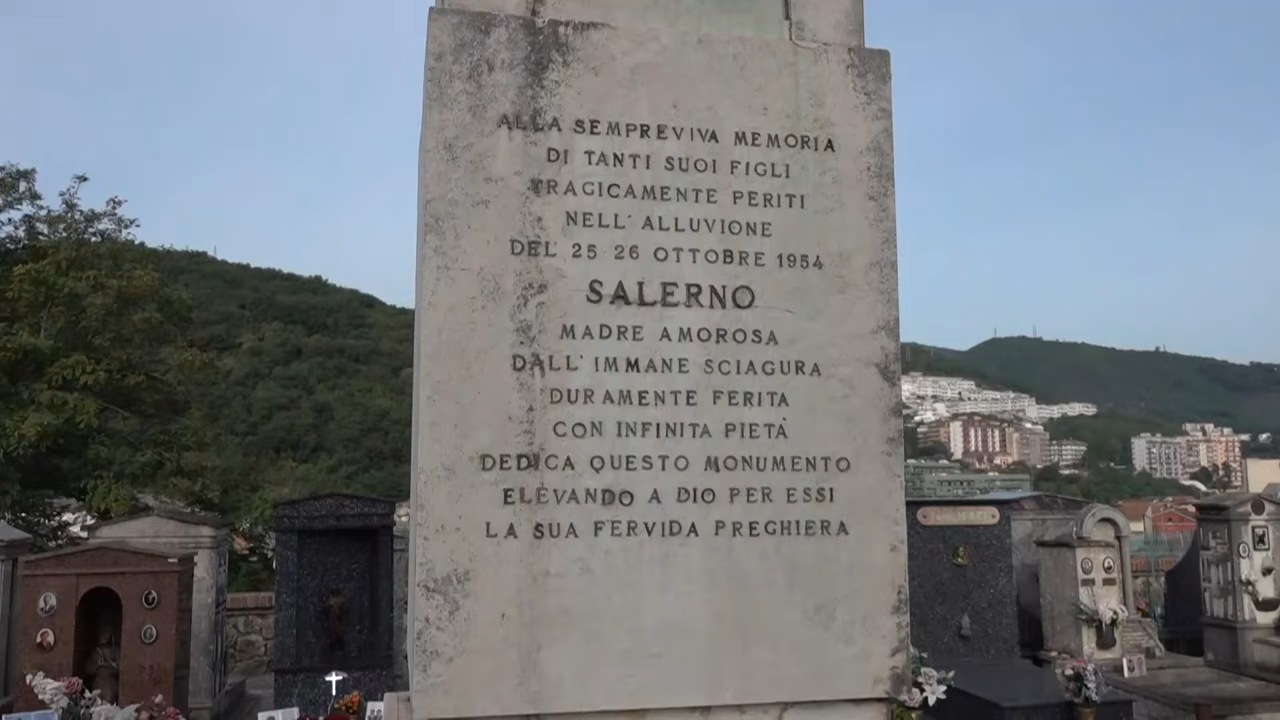 ALLA SEMPREVIVA MEMORIA
DI TANTI SUOI FIGLI
TRAGICAMENTE PERITI
NELL' ALLUVIONE
DEL 25 26 OTTOBRE 1954
SALERNO
MADRE AMOROSA
DALL' IMMANE SCIAGURA
DURAMENTE FERITA
CON INFINITA PIETÀ
DEDICA QUESTO MONUMENTO
ELEVANDO A DIO PER ESSI
LA SUA FERVIDA PREGHIERA